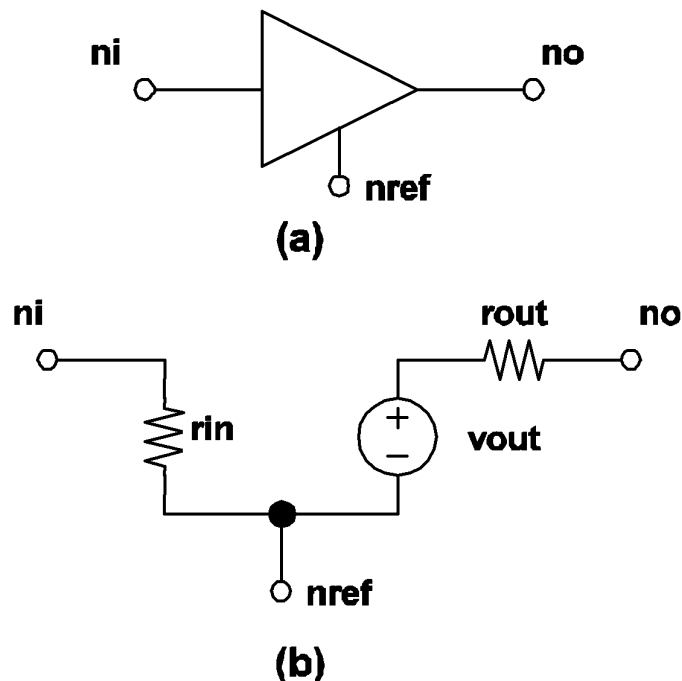 ni no
nref
(a)
ni rout no
rin + vout
−
nref
(b)